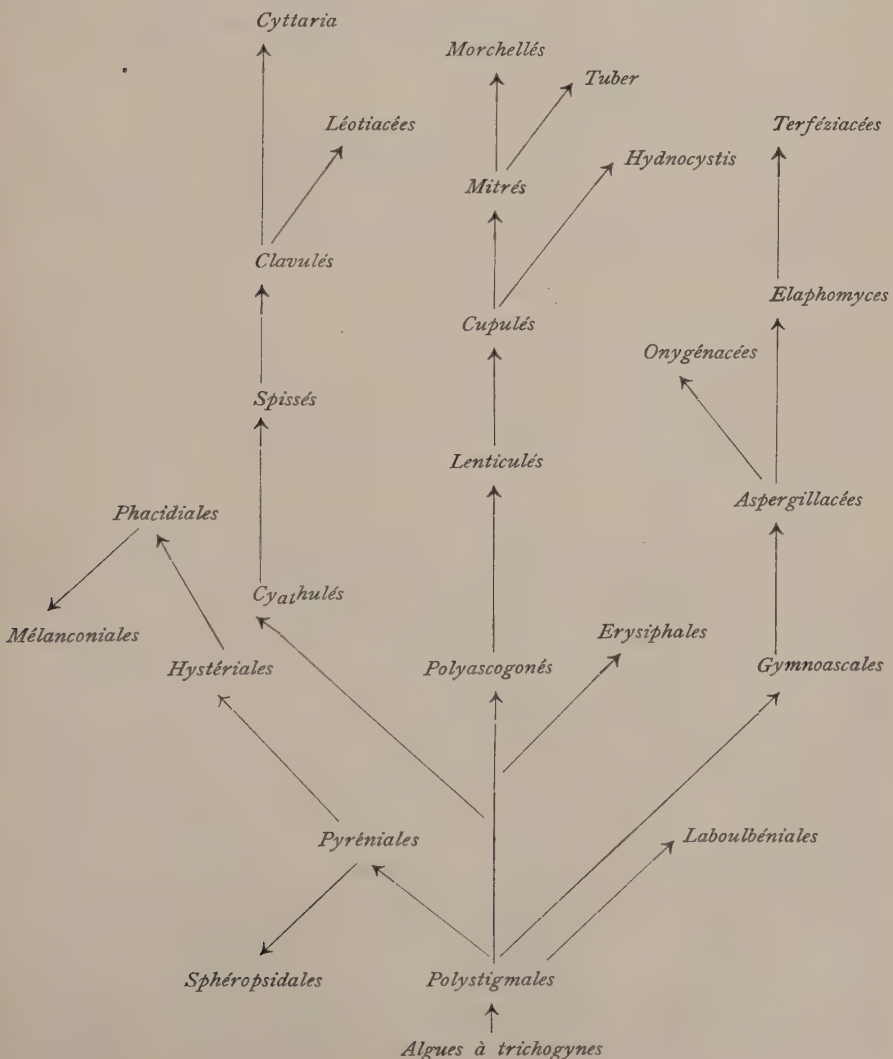 Cyttaria
Morchellés
Tuber
Léotiacées
Terféziacées
Hydnocystis
Mitrés
Clavulés
Elaphomyces
Cupulés
Onygénacées
Spissés
Lenticulés
Aspergillacées
Phacidiales
Cyathulés
Mélanconiales
Erysiphales
Hystériales
Polyascogonés
Gymnoascales
Pyréniales
Laboulbéniales
Sphéropsidales
Polystigmales
Algues à trichogynes